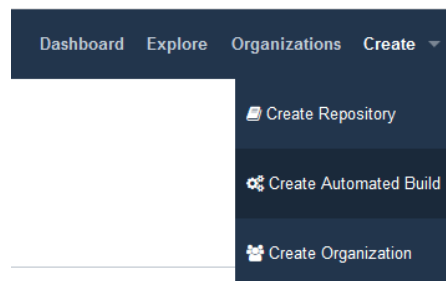 Dashboard Explore Organizations Create
Create Repository
Create Automated Build
Create Organization